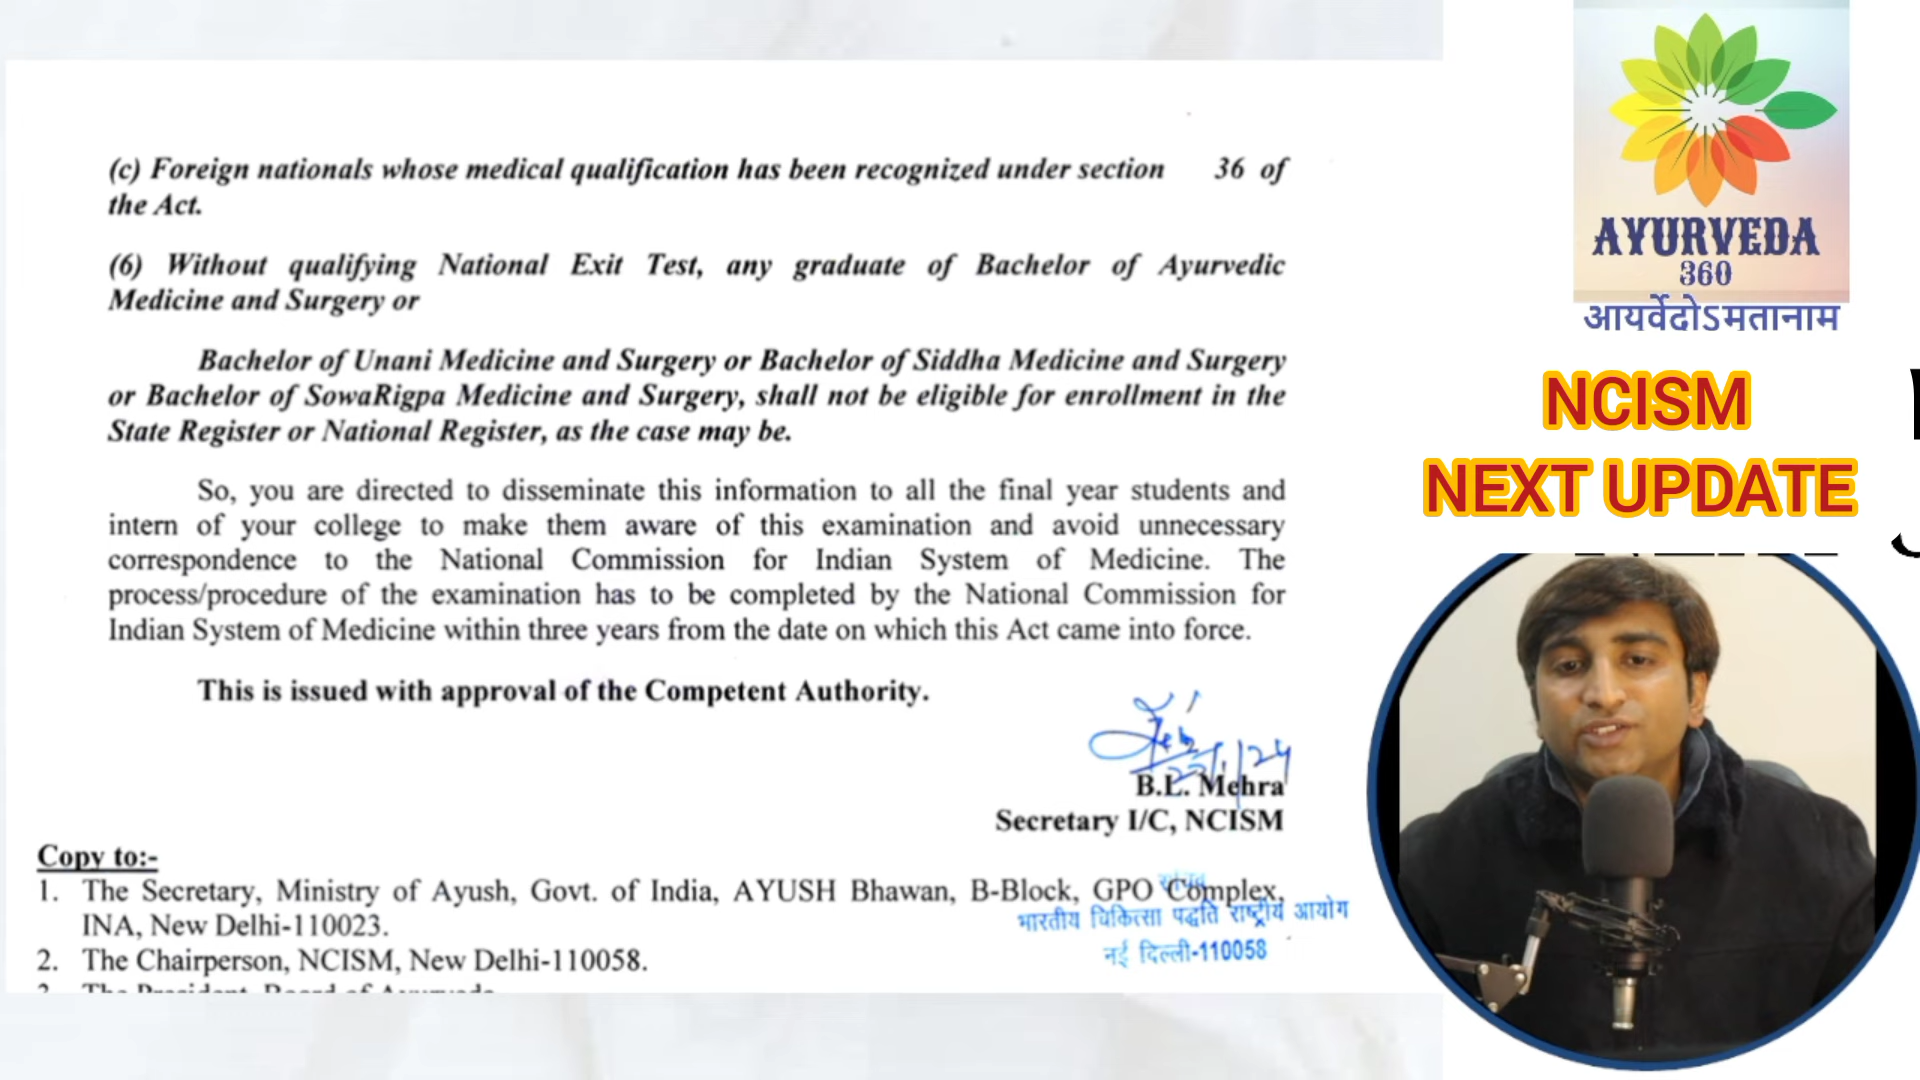 (c) Foreign nationals whose medical qualification has been recognized under section 36 of
the Act.
(6) Without qualifying National Exit Test, any graduate of Bachelor of Ayurvedic
Medicine and Surgery or
Bachelor of Unani Medicine and Surgery or Bachelor of Siddha Medicine and Surgery
or Bachelor of SowaRigpa Medicine and Surgery, shall not be eligible for enrollment in the
State Register or National Register, as the case may be.
So, you are directed to disseminate this information to all the final year students and
intern of your college to make them aware of this examination and avoid unnecessary
correspondence to the National Commission for Indian System of Medicine. The
process/procedure of the examination has to be completed by the National Commission for
Indian System of Medicine within three years from the date on which this Act came into force.
This is issued with approval of the Competent Authority.
B.L. Mehra
Secretary I/C, NCISM
Copy to:-
1. The Secretary, Ministry of Ayush, Govt. of India, AYUSH Bhawan, B-Block, GPO Complex,
INA, New Delhi-110023.
2. The Chairperson, NCISM, New Delhi-110058.
सचिव
भारतीय चिकित्सा पद्धति राष्ट्रीय आयोग
नई दिल्ली-110058
AYURVEDA
360
आयर्वेदोऽमतानाम
NCISM
NEXT UPDATE